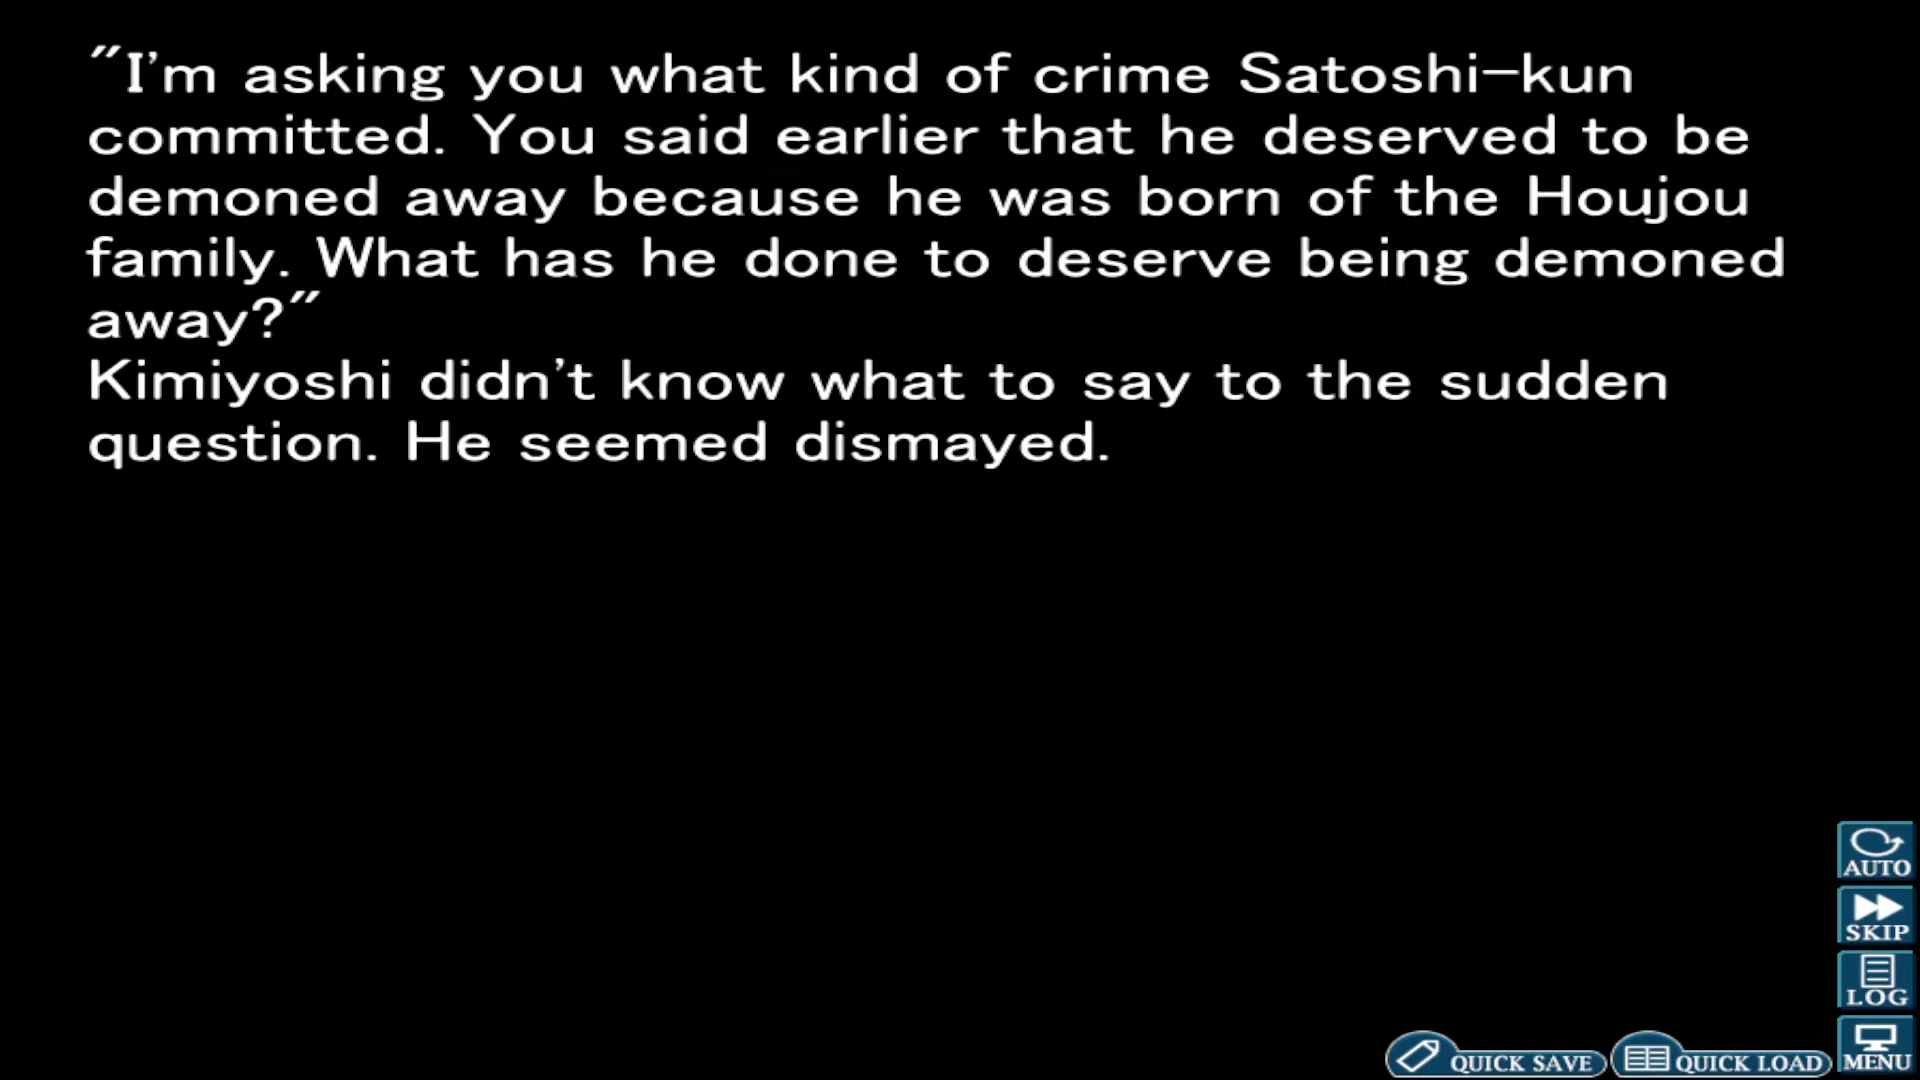 "I'm asking you what kind of crime Satoshi-kun
committed. You said earlier that he deserved to be
demoned away because he was born of the Houjou
family. What has he done to deserve being demoned
away?"
Kimiyoshi didn't know what to say to the sudden
question. He seemed dismayed.
AUTO
SKIP
LOG
QUICK SAVE
QUICK LOAD
MENU